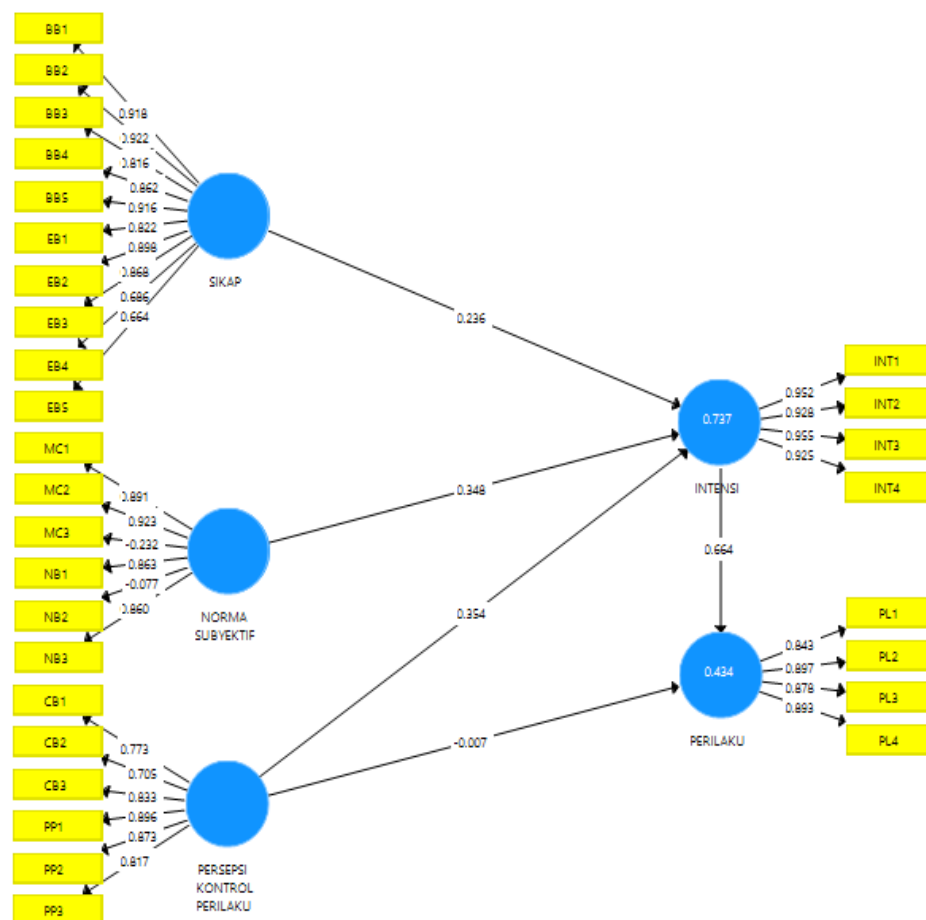 BB1
BB2
BB3
BB4
BB5
EB1
EB2
EB3
EB4
EB5
0.918
0.922
0.816
0.862
0.916
0.822
0.898
0.868
0.686
0.664
SIKAP
0.236
MC1
MC2
MC3
NB1
NB2
NB3
0.891
0.923
-0.232
0.863
-0.077
0.860
NORMA
SUBYEKTIF
0.348
CB1
CB2
CB3
PP1
PP2
PP3
0.773
0.705
0.833
0.896
0.873
0.817
PERSEPSI
KONTROL
PERILAKU
0.354
-0.007
0.737
INTENSI
0.952
0.928
0.955
0.925
INT1
INT2
INT3
INT4
0.664
0.434
PERILAKU
0.843
0.897
0.878
0.893
PL1
PL2
PL3
PL4